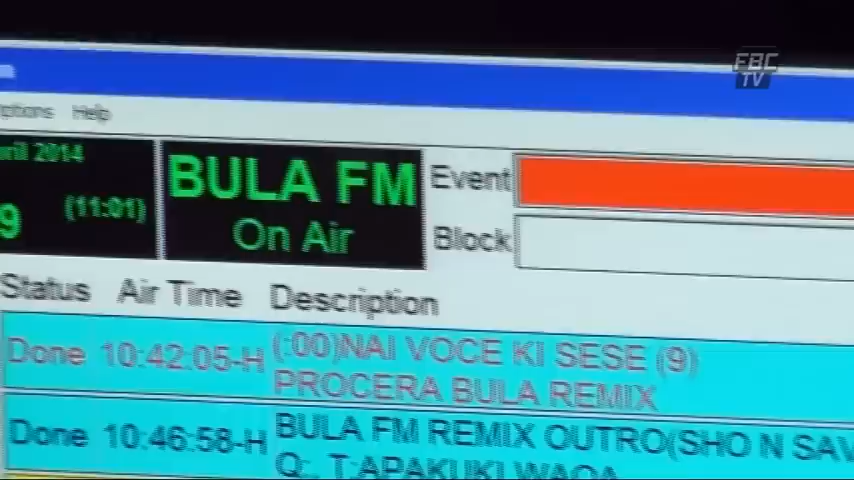 FBC
TV
Help
2014
9 (11:01)
BULA FM
On Air
Event
Block
Status Air Time Description
Done 10:42:05-H (:00)NAI VOCE KI SESE (9)
PROCERA BULA REMIX
Done 10:46:58-H BULA FM REMIX OUTRO(SHO N SAV
Q:, T:APAKUKI WAQA